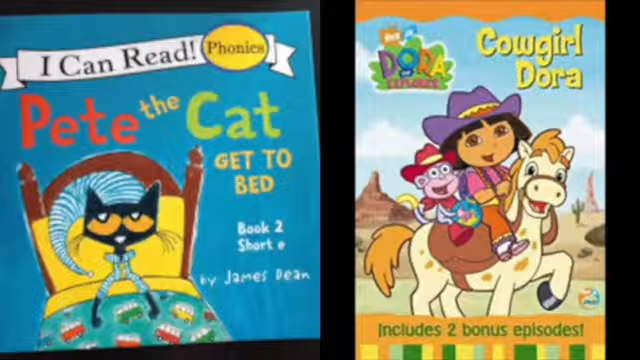 I Can Read!
Phonics
Pete the Cat
GET TO
BED
Book 2
Short e
by James Dean
DORA
Cowgirl
Dora
Includes 2 bonus episodes!